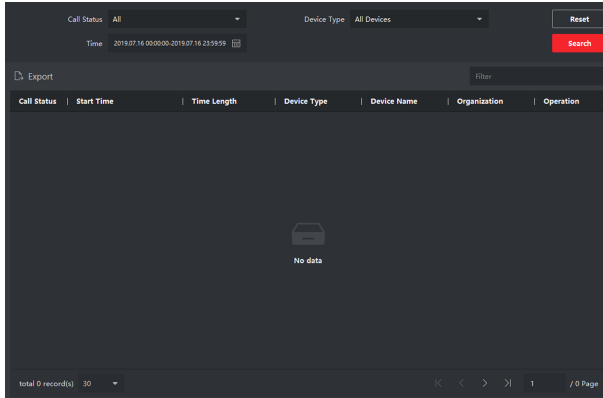 Call Status All Device Type All Devices Reset
Time 2019.07.16 00:00:00-2019.07.16 23:59:59 Search
Export Filter
Call Status | Start Time | Time Length | Device Type | Device Name | Organization | Operation
No data
total 0 record(s) 30 1 / 0 Page